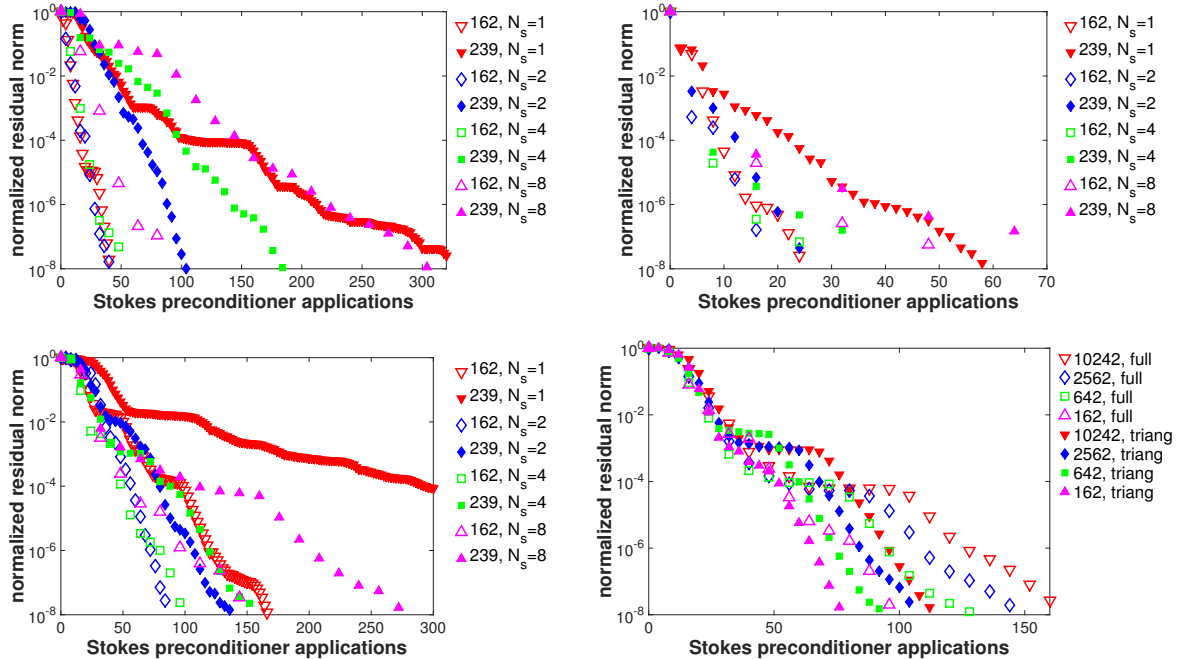 normalized residual norm
10^0
10^-2
10^-4
10^-6
10^-8
0 50 100 150 200 250 300
Stokes preconditioner applications
162, N_s=1
239, N_s=1
162, N_s=2
239, N_s=2
162, N_s=4
239, N_s=4
162, N_s=8
239, N_s=8
normalized residual norm
10^0
10^-2
10^-4
10^-6
10^-8
0 10 20 30 40 50 60 70
Stokes preconditioner applications
162, N_s=1
239, N_s=1
162, N_s=2
239, N_s=2
162, N_s=4
239, N_s=4
162, N_s=8
239, N_s=8
normalized residual norm
10^0
10^-2
10^-4
10^-6
10^-8
0 50 100 150 200 250 300
Stokes preconditioner applications
162, N_s=1
239, N_s=1
162, N_s=2
239, N_s=2
162, N_s=4
239, N_s=4
162, N_s=8
239, N_s=8
normalized residual norm
10^0
10^-2
10^-4
10^-6
10^-8
0 50 100 150
Stokes preconditioner applications
10242, full
2562, full
642, full
162, full
10242, triang
2562, triang
642, triang
162, triang